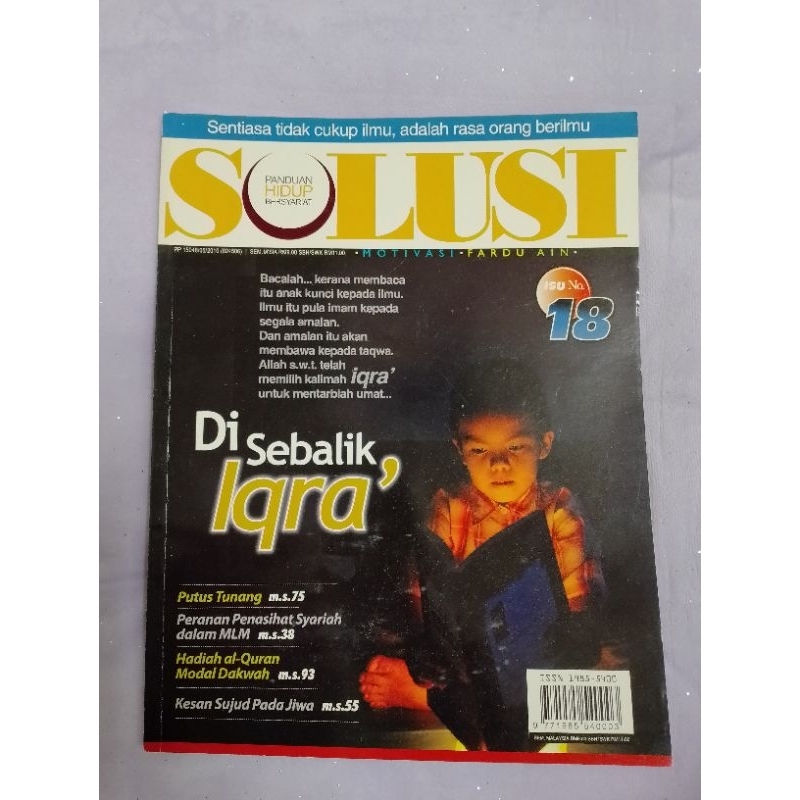 Sentiasa tidak cukup ilmu, adalah rasa orang berilmu
SOLUSI
PANDUAN
HIDUP
BERSYARIAT
·MOTIVASI·FARDU AIN·
Bacalah... kerana membaca
itu anak kunci kepada ilmu.
Ilmu itu pula imam kepada
segala amalan.
Dan amalan itu akan
membawa kepada taqwa.
Allah s.w.t. telah
memilih kalimah iqra'
untuk mentarbiah umat...
ISU No.
18
Di Sebalik
Iqra'
Putus Tunang m.s.75
Peranan Penasihat Syariah
dalam MLM m.s.38
Hadiah al-Quran
Modal Dakwah m.s.93
Kesan Sujud Pada Jiwa m.s.55
ISSN